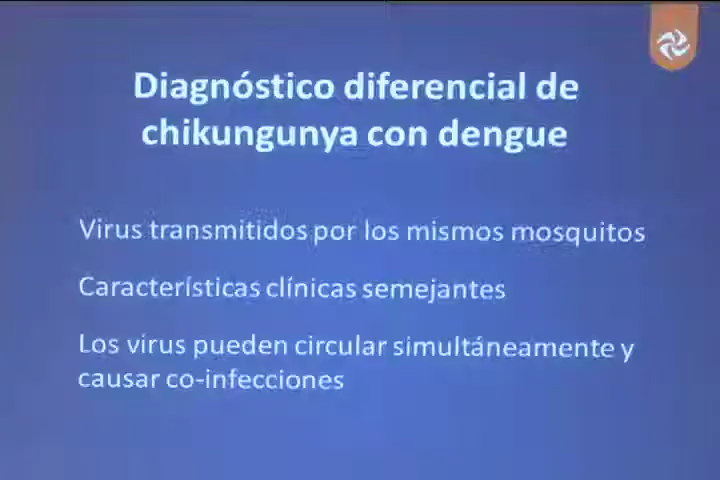 Diagnóstico diferencial de
chikungunya con dengue
Virus transmitidos por los mismos mosquitos
Características clínicas semejantes
Los virus pueden circular simultáneamente y
causar co-infecciones